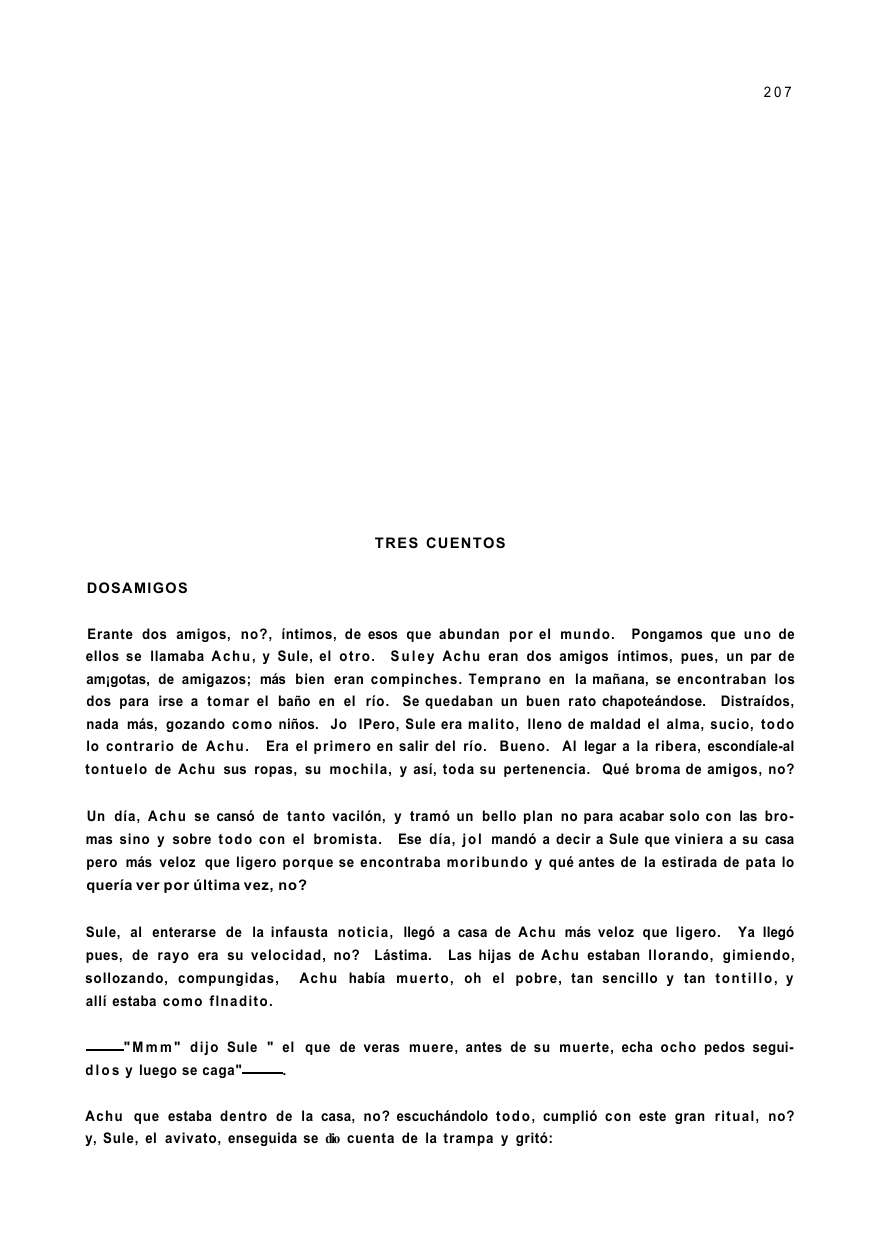 207
TRES CUENTOS
DOSAMIGOS
Erante dos amigos, no?, íntimos, de esos que abundan por el mundo. Pongamos que uno de
ellos se llamaba Achu, y Sule, el otro. Suley Achu eran dos amigos íntimos, pues, un par de
am¡gotas, de amigazos; más bien eran compinches. Temprano en la mañana, se encontraban los
dos para irse a tomar el baño en el río. Se quedaban un buen rato chapoteándose. Distraídos,
nada más, gozando como niños. Jo lPero, Sule era malito, lleno de maldad el alma, sucio, todo
lo contrario de Achu. Era el primero en salir del río. Bueno. Al legar a la ribera, escondíale-al
tontuelo de Achu sus ropas, su mochila, y así, toda su pertenencia. Qué broma de amigos, no?
Un día, Achu se cansó de tanto vacilón, y tramó un bello plan no para acabar solo con las bro-
mas sino y sobre todo con el bromista. Ese día, jol mandó a decir a Sule que viniera a su casa
pero más veloz que ligero porque se encontraba moribundo y qué antes de la estirada de pata lo
quería ver por última vez, no?
Sule, al enterarse de la infausta noticia, llegó a casa de Achu más veloz que ligero. Ya llegó
pues, de rayo era su velocidad, no? Lástima. Las hijas de Achu estaban llorando, gimiendo,
sollozando, compungidas, Achu había muerto, oh el pobre, tan sencillo y tan tontillo, y
allí estaba como flnadito.
____"Mmm" dijo Sule " el que de veras muere, antes de su muerte, echa ocho pedos segui-
dlos y luego se caga"____.
Achu que estaba dentro de la casa, no? escuchándolo todo, cumplió con este gran ritual, no?
y, Sule, el avivato, enseguida se dio cuenta de la trampa y gritó: